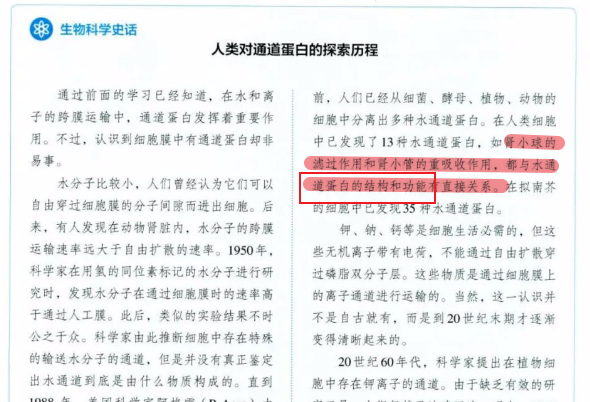 生物科学史话
人类对通道蛋白的探索历程
通过前面的学习已经知道，在水和离
子的跨膜运输中，通道蛋白发挥着重要作
用。不过，认识到细胞膜中有通道蛋白却非
易事。
水分子比较小，人们曾经认为它们可以
自由穿过细胞膜的分子间隙而进出细胞。后
来，有人发现在动物肾脏内，水分子的跨膜
运输速率远大于自由扩散的速率。1950年，
科学家在用氢的同位素标记的水分子进行研
究时，发现水分子在通过细胞膜时的速率高
于通过人工膜。此后，类似的实验结果不时
公之于众。科学家由此推断细胞中存在特殊
的输送水分子的通道，但是并没有真正鉴定
出水通道到底是由什么物质构成的。直到
前，人们已经从细菌、酵母、植物、动物的
细胞中分离出多种水通道蛋白。在人类细胞
中已发现了13种水通道蛋白，如肾小球的
滤过作用和肾小管的重吸收作用，都与水通
道蛋白的结构和功能有直接关系。在拟南芥
的细胞中已发现35种水通道蛋白。
钾、钠、钙等是细胞生活必需的，但这
些无机离子带有电荷，不能通过自由扩散穿
过磷脂双分子层。这些物质是通过细胞膜上
的离子通道进行运输的。当然，这一认识并
不是自古就有，而是到20世纪末期才逐渐
变得清晰起来的。
20世纪60年代，科学家提出在植物细
胞中存在钾离子的通道。由于缺乏有效的研